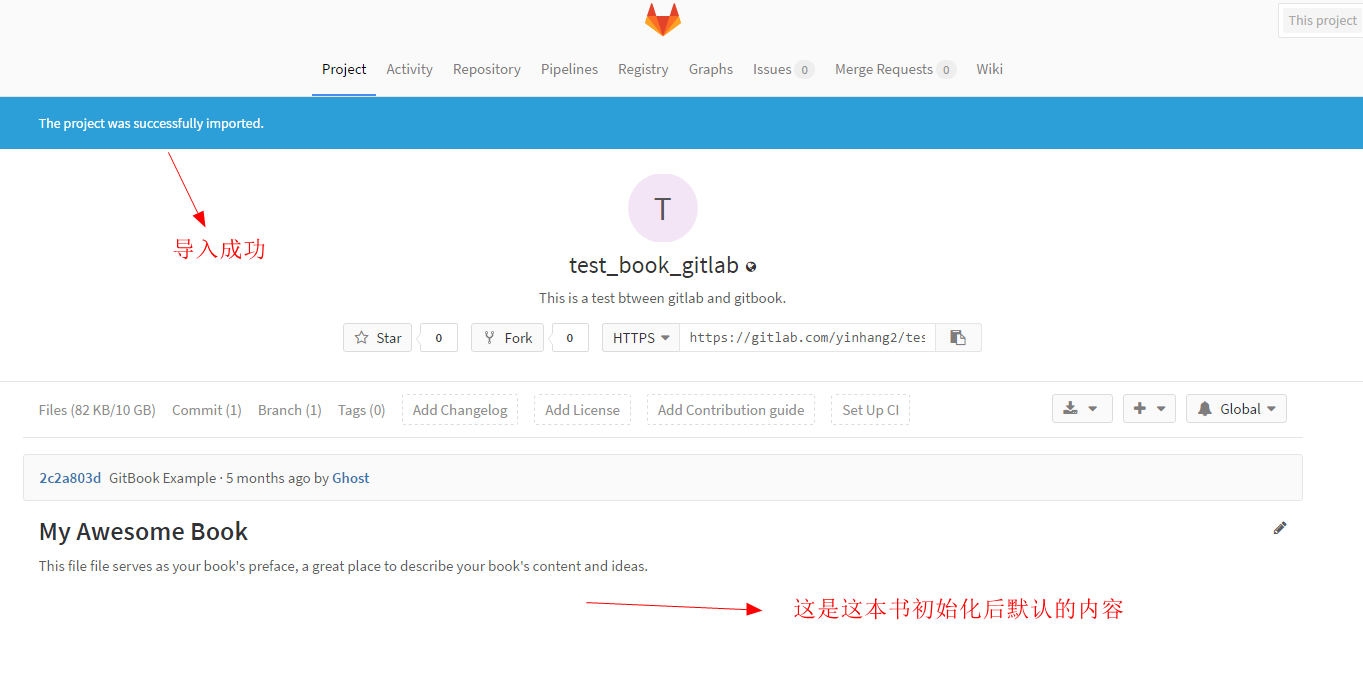 This project
Project Activity Repository Pipelines Registry Graphs Issues 0 Merge Requests 0 Wiki
The project was successfully imported.
导入成功
T
test_book_gitlab
This is a test btween gitlab and gitbook.
Star 0 Fork 0 HTTPS https://gitlab.com/yinhang2/tes
Files (82 KB/10 GB) Commit (1) Branch (1) Tags (0) Add Changelog Add License Add Contribution guide Set Up CI Global
2c2a803d GitBook Example · 5 months ago by Ghost
My Awesome Book
This file file serves as your book's preface, a great place to describe your book's content and ideas.
这是这本书初始化后默认的内容